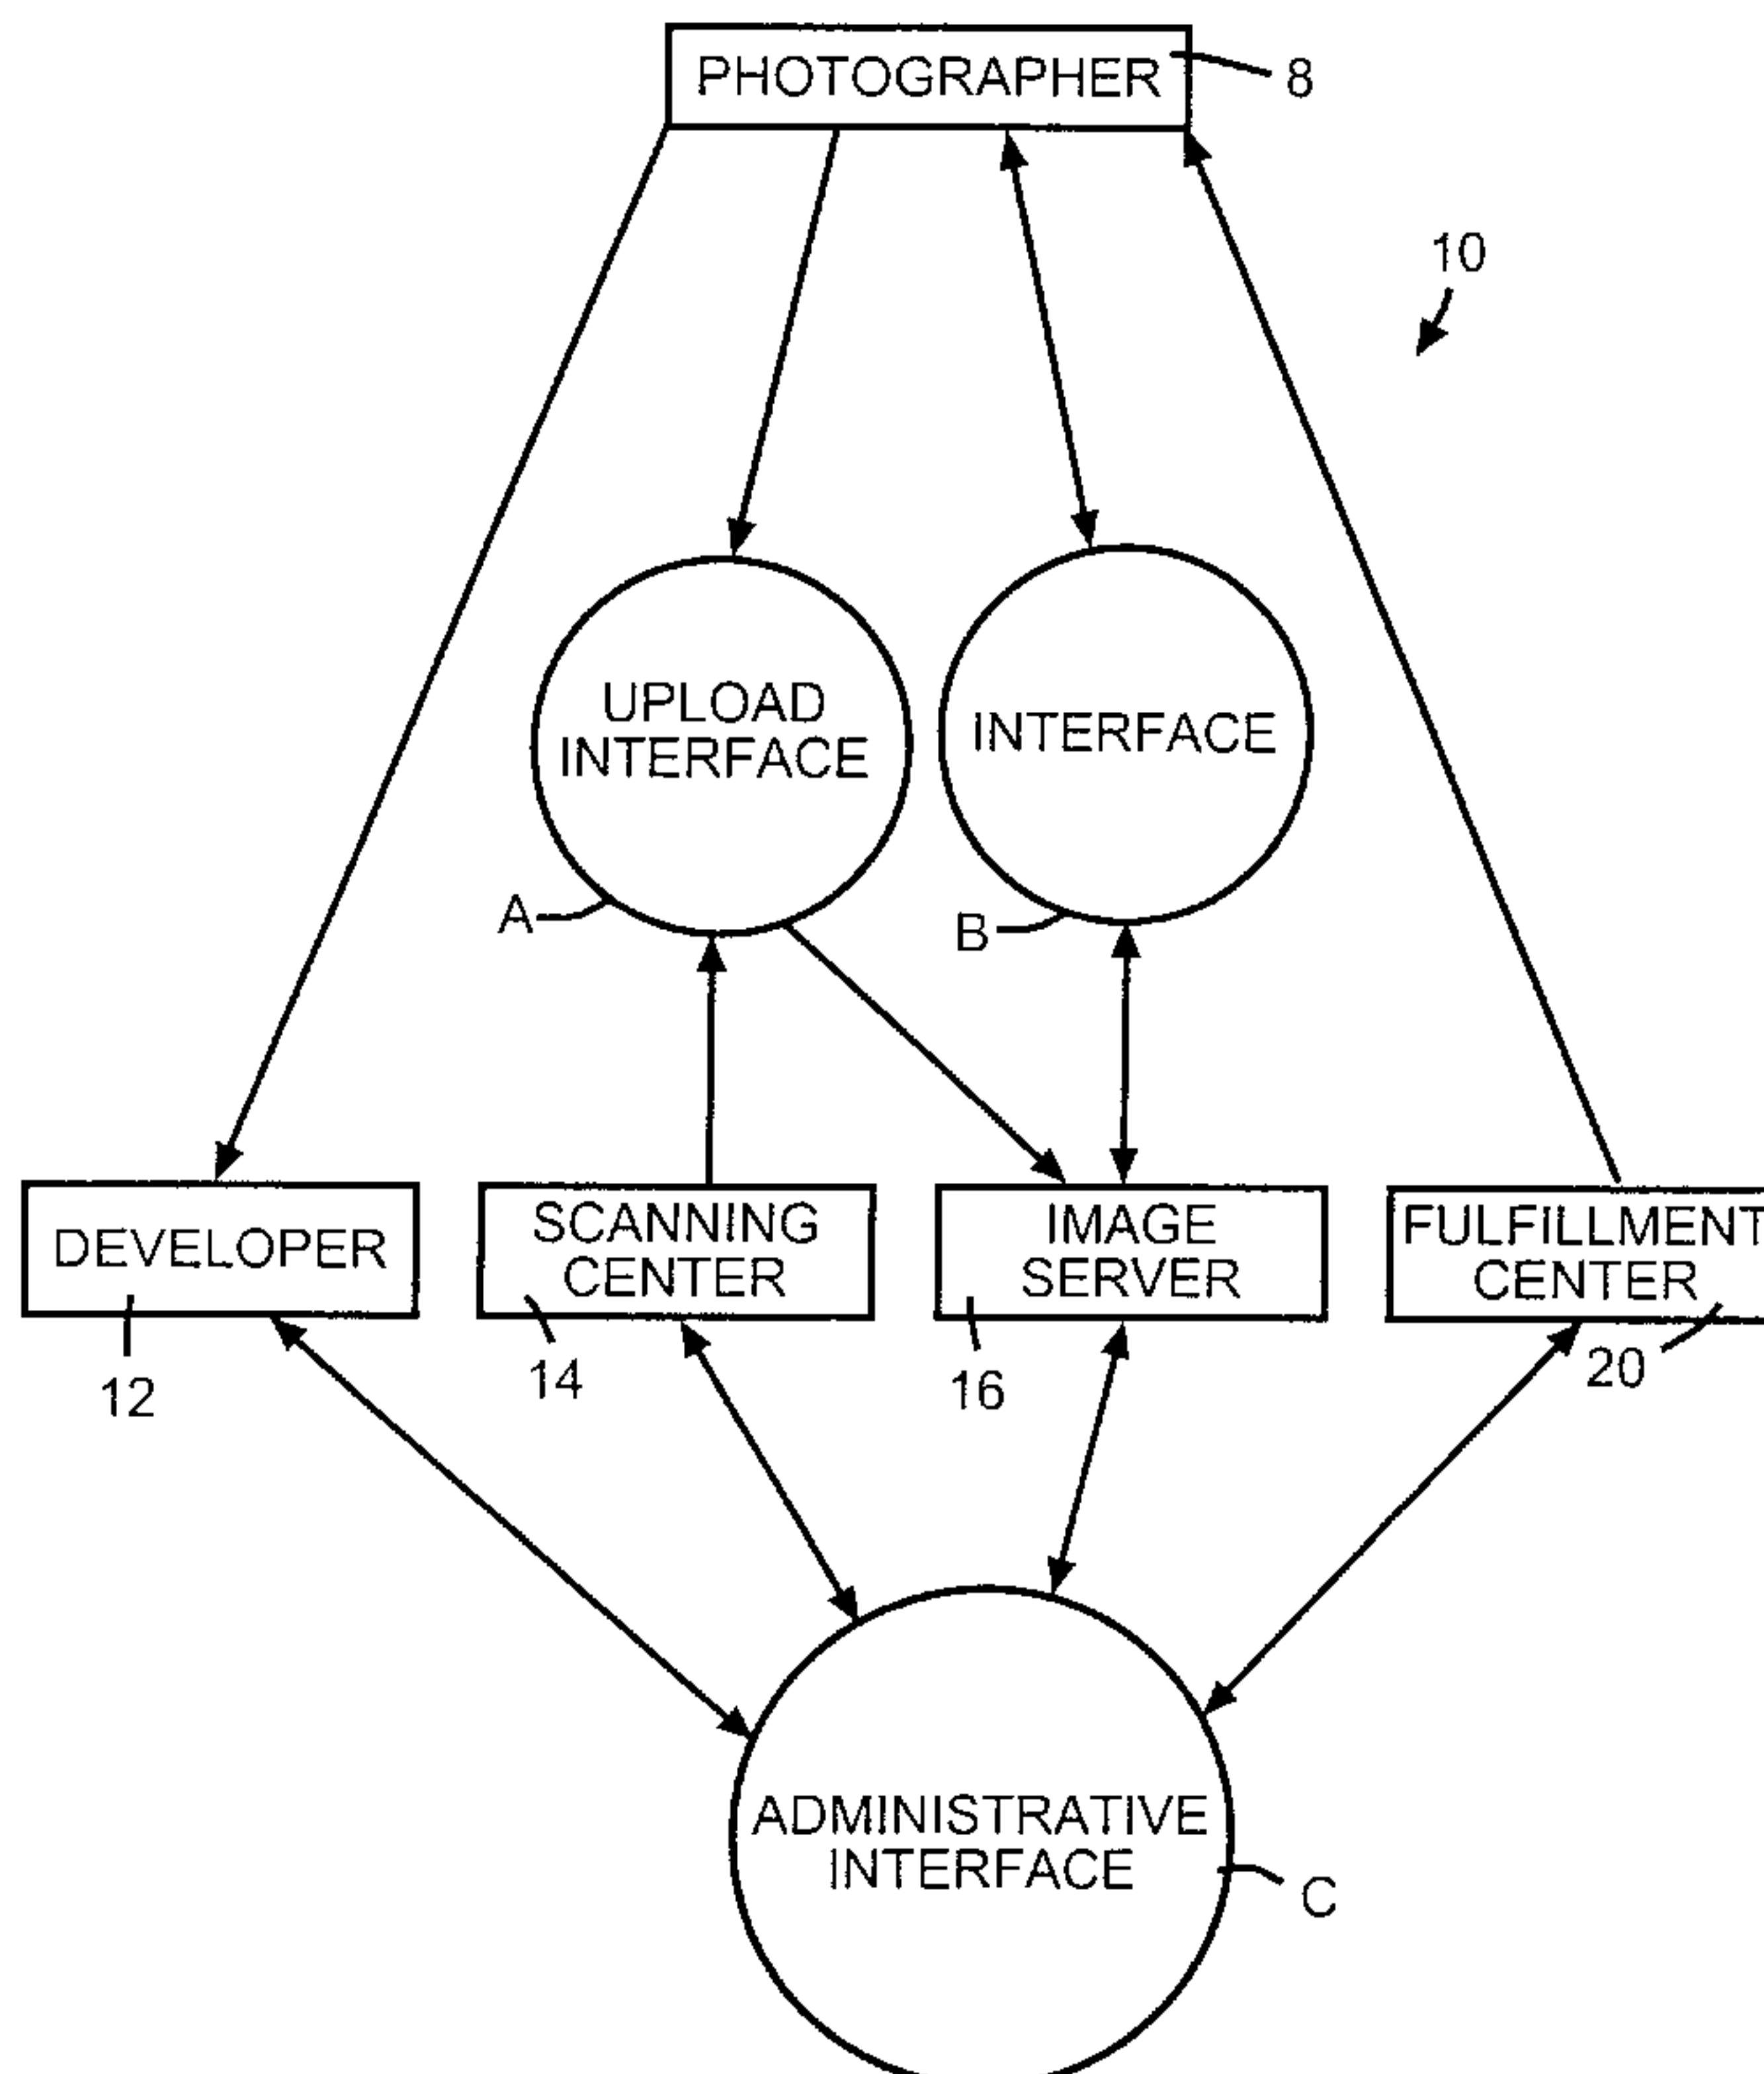 PHOTOGRAPHER
8
10
UPLOAD
INTERFACE
INTERFACE
A
B
DEVELOPER
SCANNING
CENTER
IMAGE
SERVER
FULFILLMENT
CENTER
12
14
16
20
ADMINISTRATIVE
INTERFACE
C